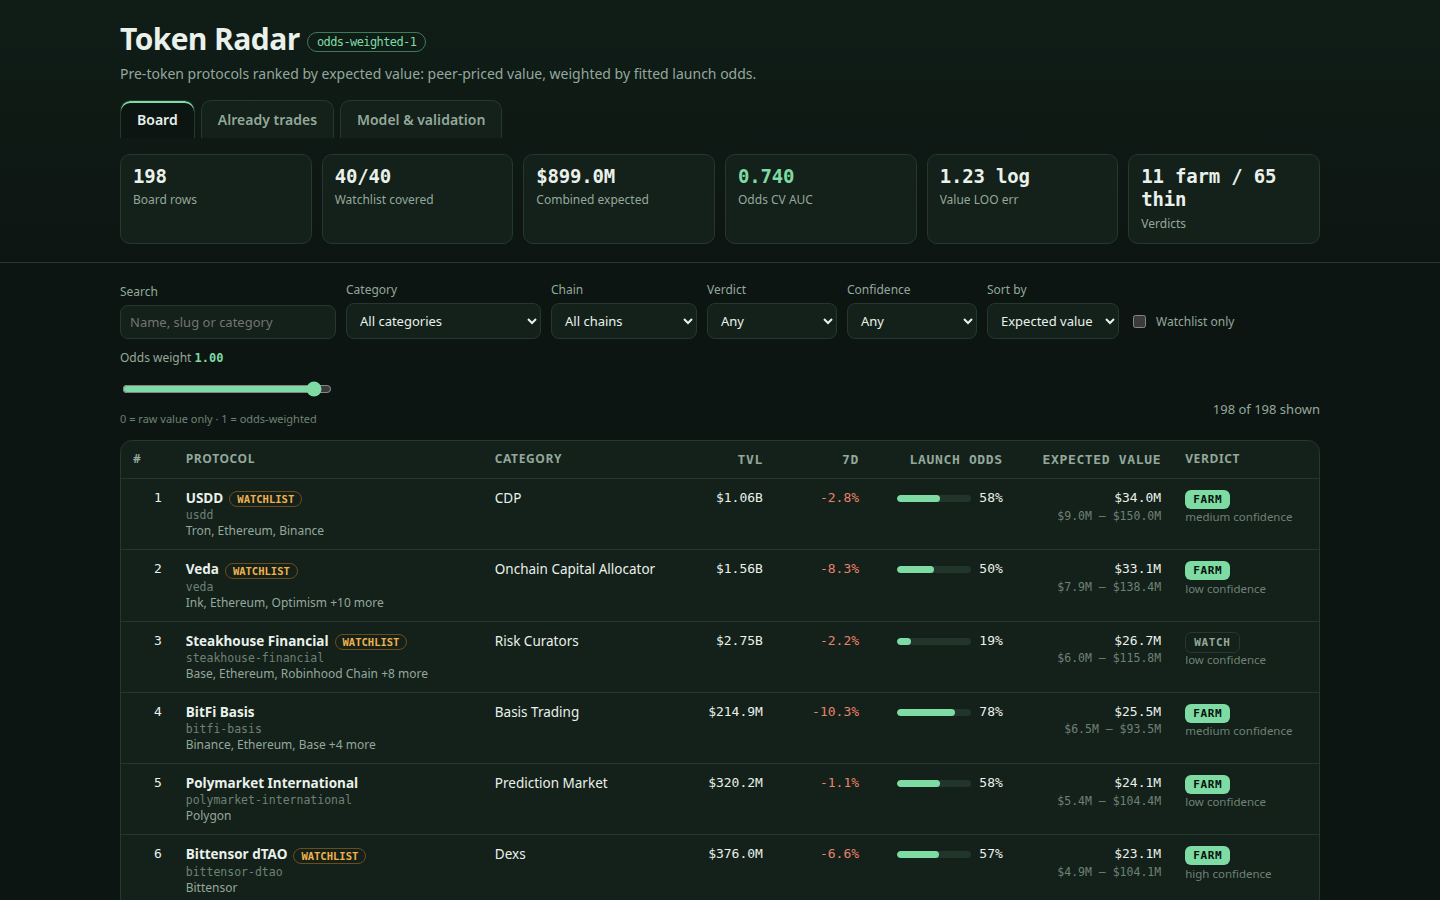 Token Radar odds-weighted-1
Pre-token protocols ranked by expected value: peer-priced value, weighted by fitted launch odds.
Board Already trades Model & validation
198
Board rows
40/40
Watchlist covered
$899.0M
Combined expected
0.740
Odds CV AUC
1.23 log
Value LOO err
11 farm / 65
thin
Verdicts
Search Category Chain Verdict Confidence Sort by
Name, slug or category All categories All chains Any Any Expected value Watchlist only
Odds weight 1.00
0 = raw value only · 1 = odds-weighted
198 of 198 shown
# PROTOCOL CATEGORY TVL 7D LAUNCH ODDS EXPECTED VALUE VERDICT
1 USDD WATCHLIST CDP $1.06B -2.8% 58% $34.0M FARM
usdd $9.0M — $150.0M medium confidence
Tron, Ethereum, Binance
2 Veda WATCHLIST Onchain Capital Allocator $1.56B -8.3% 50% $33.1M FARM
veda $7.9M — $138.4M low confidence
Ink, Ethereum, Optimism +10 more
3 Steakhouse Financial WATCHLIST Risk Curators $2.75B -2.2% 19% $26.7M WATCH
steakhouse-financial $6.0M — $115.8M low confidence
Base, Ethereum, Robinhood Chain +8 more
4 BitFi Basis Basis Trading $214.9M -10.3% 78% $25.5M FARM
bitfi-basis $6.5M — $93.5M medium confidence
Binance, Ethereum, Base +4 more
5 Polymarket International Prediction Market $320.2M -1.1% 58% $24.1M FARM
polymarket-international $5.4M — $104.4M low confidence
Polygon
6 Bittensor dTAO WATCHLIST Dexs $376.0M -6.6% 57% $23.1M FARM
bittensor-dtao $4.9M — $104.1M high confidence
Bittensor